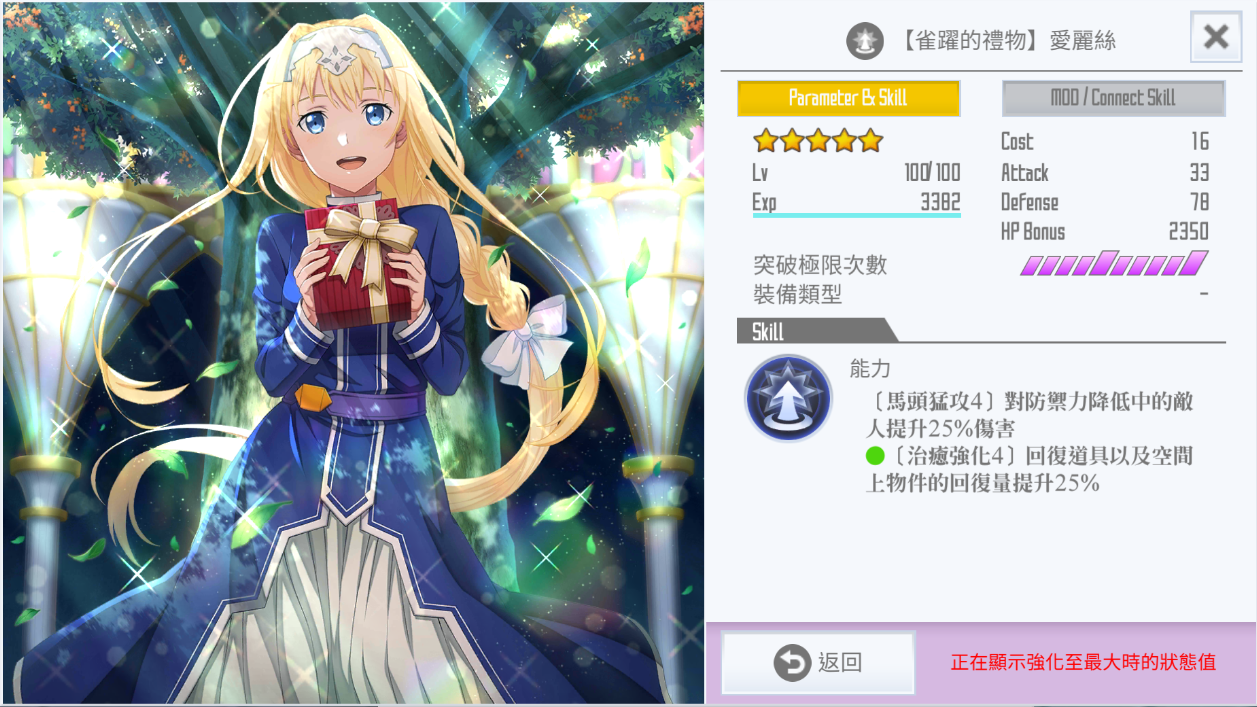 【雀躍的禮物】愛麗絲
Parameter & Skill
MOD / Connect Skill
Lv 100/100
Exp 3382
Cost 16
Attack 33
Defense 78
HP Bonus 2350
突破極限次數
裝備類型 -
Skill
能力
〔馬頭猛攻4〕對防禦力降低中的敵
人提升25%傷害
〔治癒強化4〕回復道具以及空間
上物件的回復量提升25%
返回
正在顯示強化至最大時的狀態值